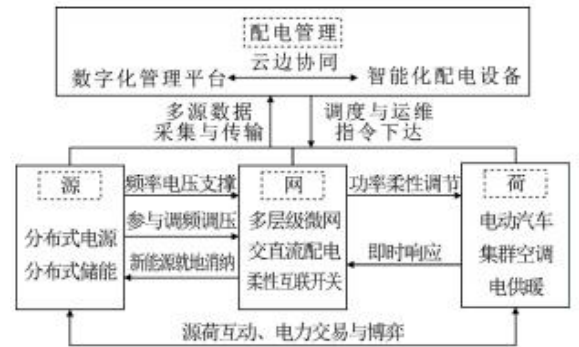 配电管理
云边协同
数字化管理平台
智能化配电设备
多源数据
采集与传输
调度与运维
指令下达
源
分布式电源
分布式储能
频率电压支撑
参与调频调压
新能源就地消纳
网
多层级微网
交直流配电
柔性互联开关
功率柔性调节
即时响应
荷
电动汽车
集群空调
电供暖
源荷互动、电力交易与博弈